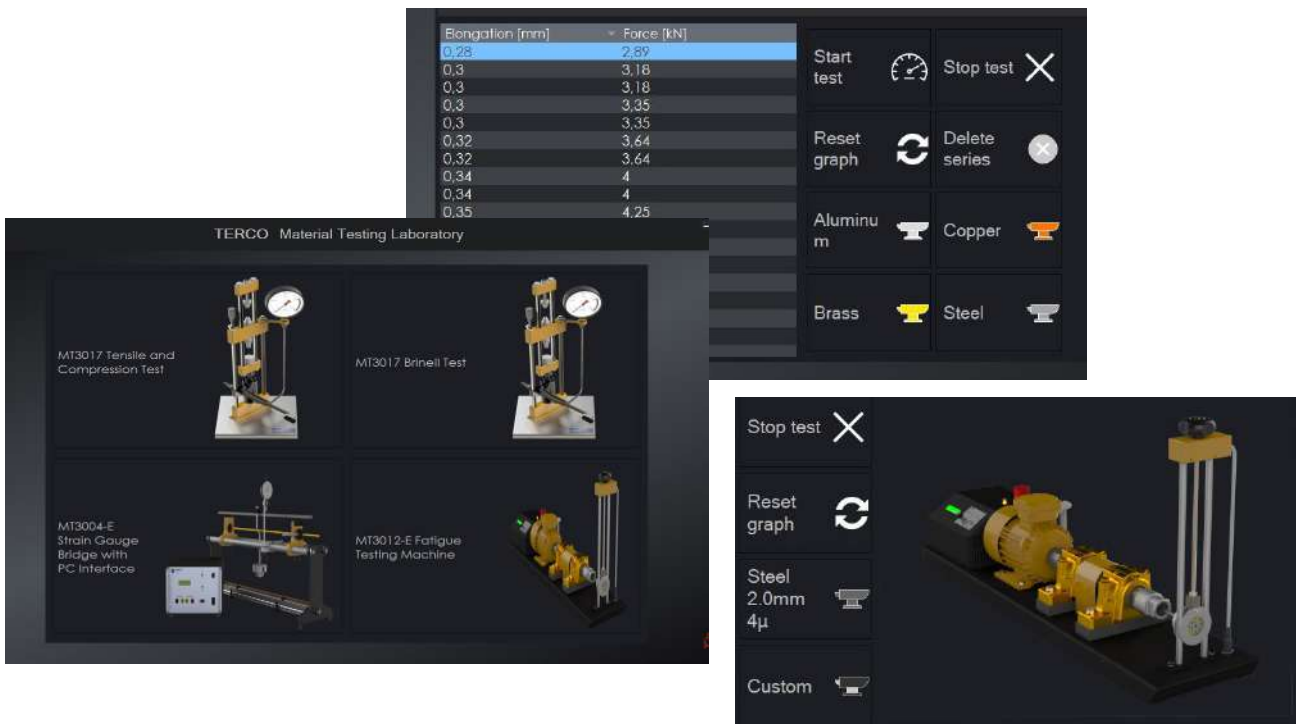 Elongation [mm] Force [kN]
0,28 2,89
0,3 3,18
0,3 3,18
0,3 3,35
0,3 3,35
0,32 3,64
0,32 3,64
0,34 4
0,34 4
0,35 4,25
Start
test
Stop test
Reset
graph
Delete
series
Aluminu
m
Copper
Brass
Steel
TERCO Material Testing Laboratory
MT3017 Tensile and
Compression Test
MT3017 Brinell Test
MT3004-E
Strain Gauge
Bridge with
PC Interface
MT3012-E Fatigue
Testing Machine
Stop test
Reset
graph
Steel
2.0mm
4µ
Custom